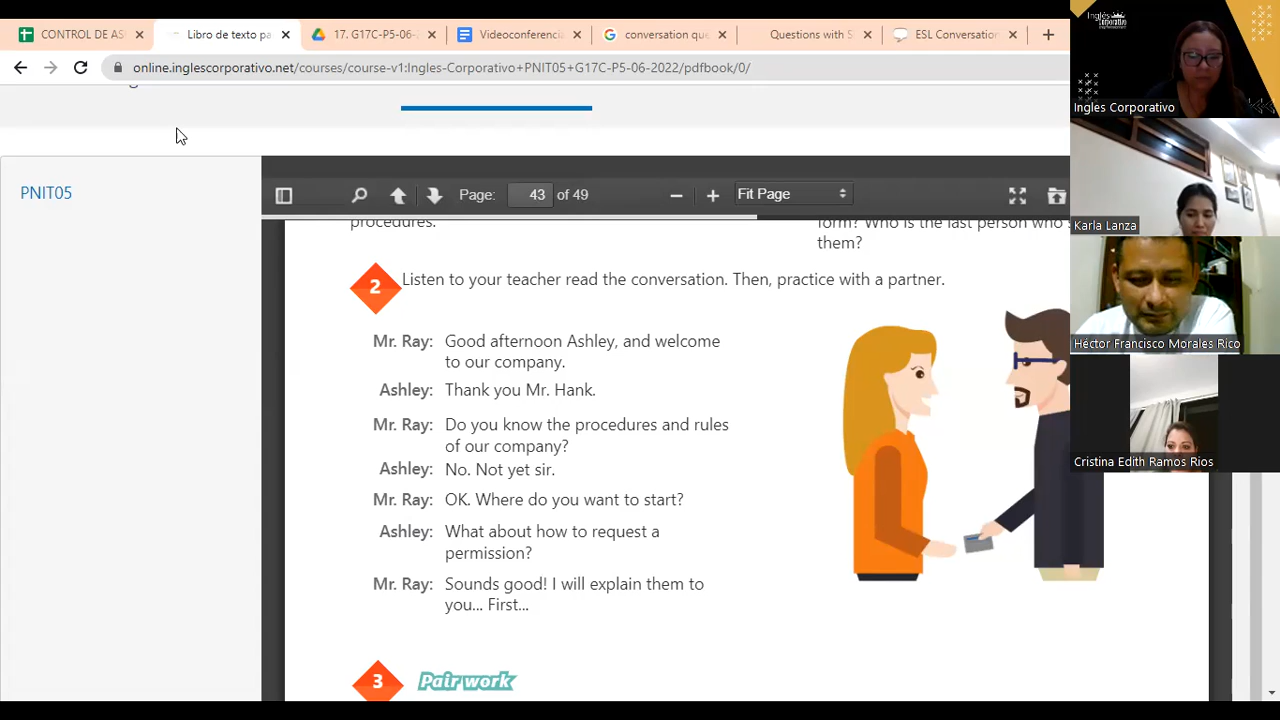 CONTROL DE AS
Libro de texto pa
17. G17C-P5-09
Videoconferencia
conversation que
Questions with S
ESL Conversation
online.inglescorporativo.net/courses/course-v1:Ingles-Corporativo+PNIT05+G17C-P5-06-2022/pdfbook/0/
PNIT05
Page: 43 of 49
Fit Page
procedures.
form? Who is the last person who
them?
2 Listen to your teacher read the conversation. Then, practice with a partner.
Mr. Ray: Good afternoon Ashley, and welcome
to our company.
Ashley: Thank you Mr. Hank.
Mr. Ray: Do you know the procedures and rules
of our company?
Ashley: No. Not yet sir.
Mr. Ray: OK. Where do you want to start?
Ashley: What about how to request a
permission?
Mr. Ray: Sounds good! I will explain them to
you... First...
3 Pair work
Inglés
Corporativo
Ingles Corporativo
Karla Lanza
Héctor Francisco Morales Rico
Cristina Edith Ramos Rios